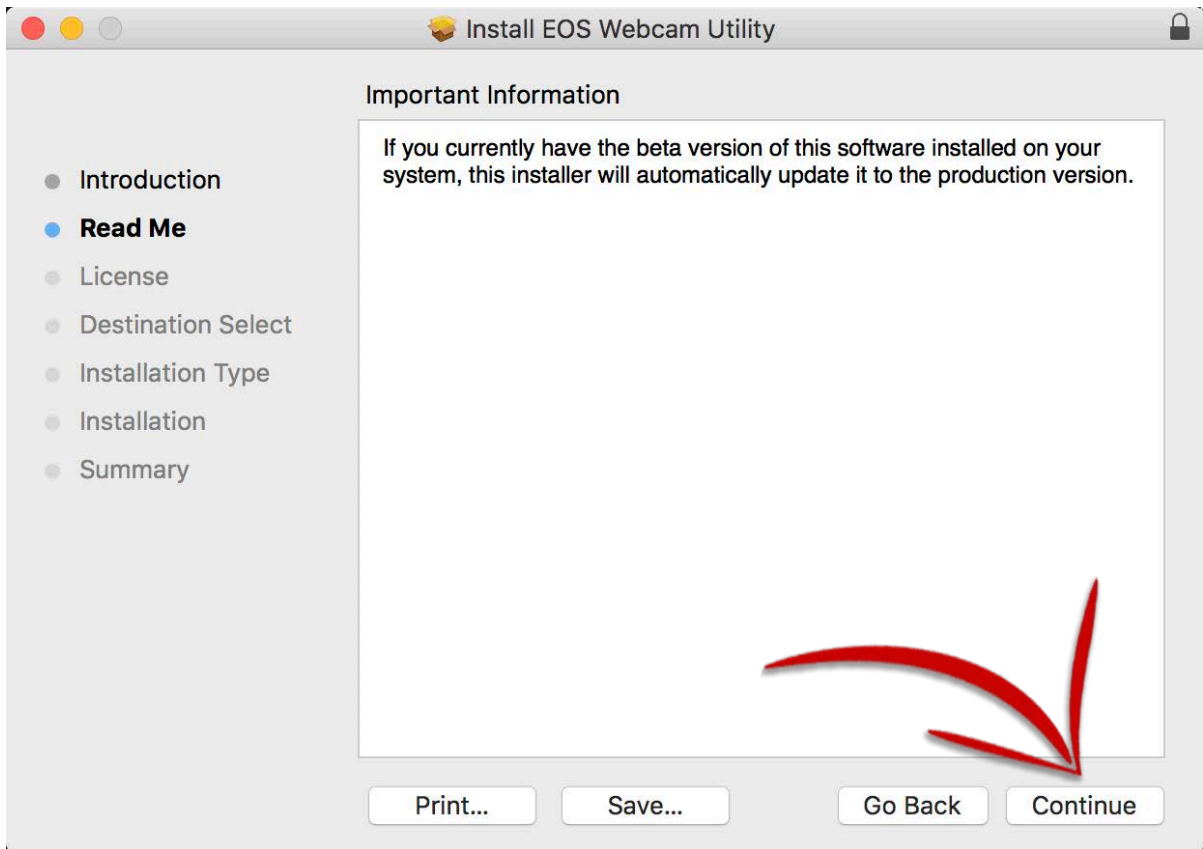 Install EOS Webcam Utility
Important Information
If you currently have the beta version of this software installed on your
system, this installer will automatically update it to the production version.
Introduction
Read Me
License
Destination Select
Installation Type
Installation
Summary
Print...
Save...
Go Back
Continue